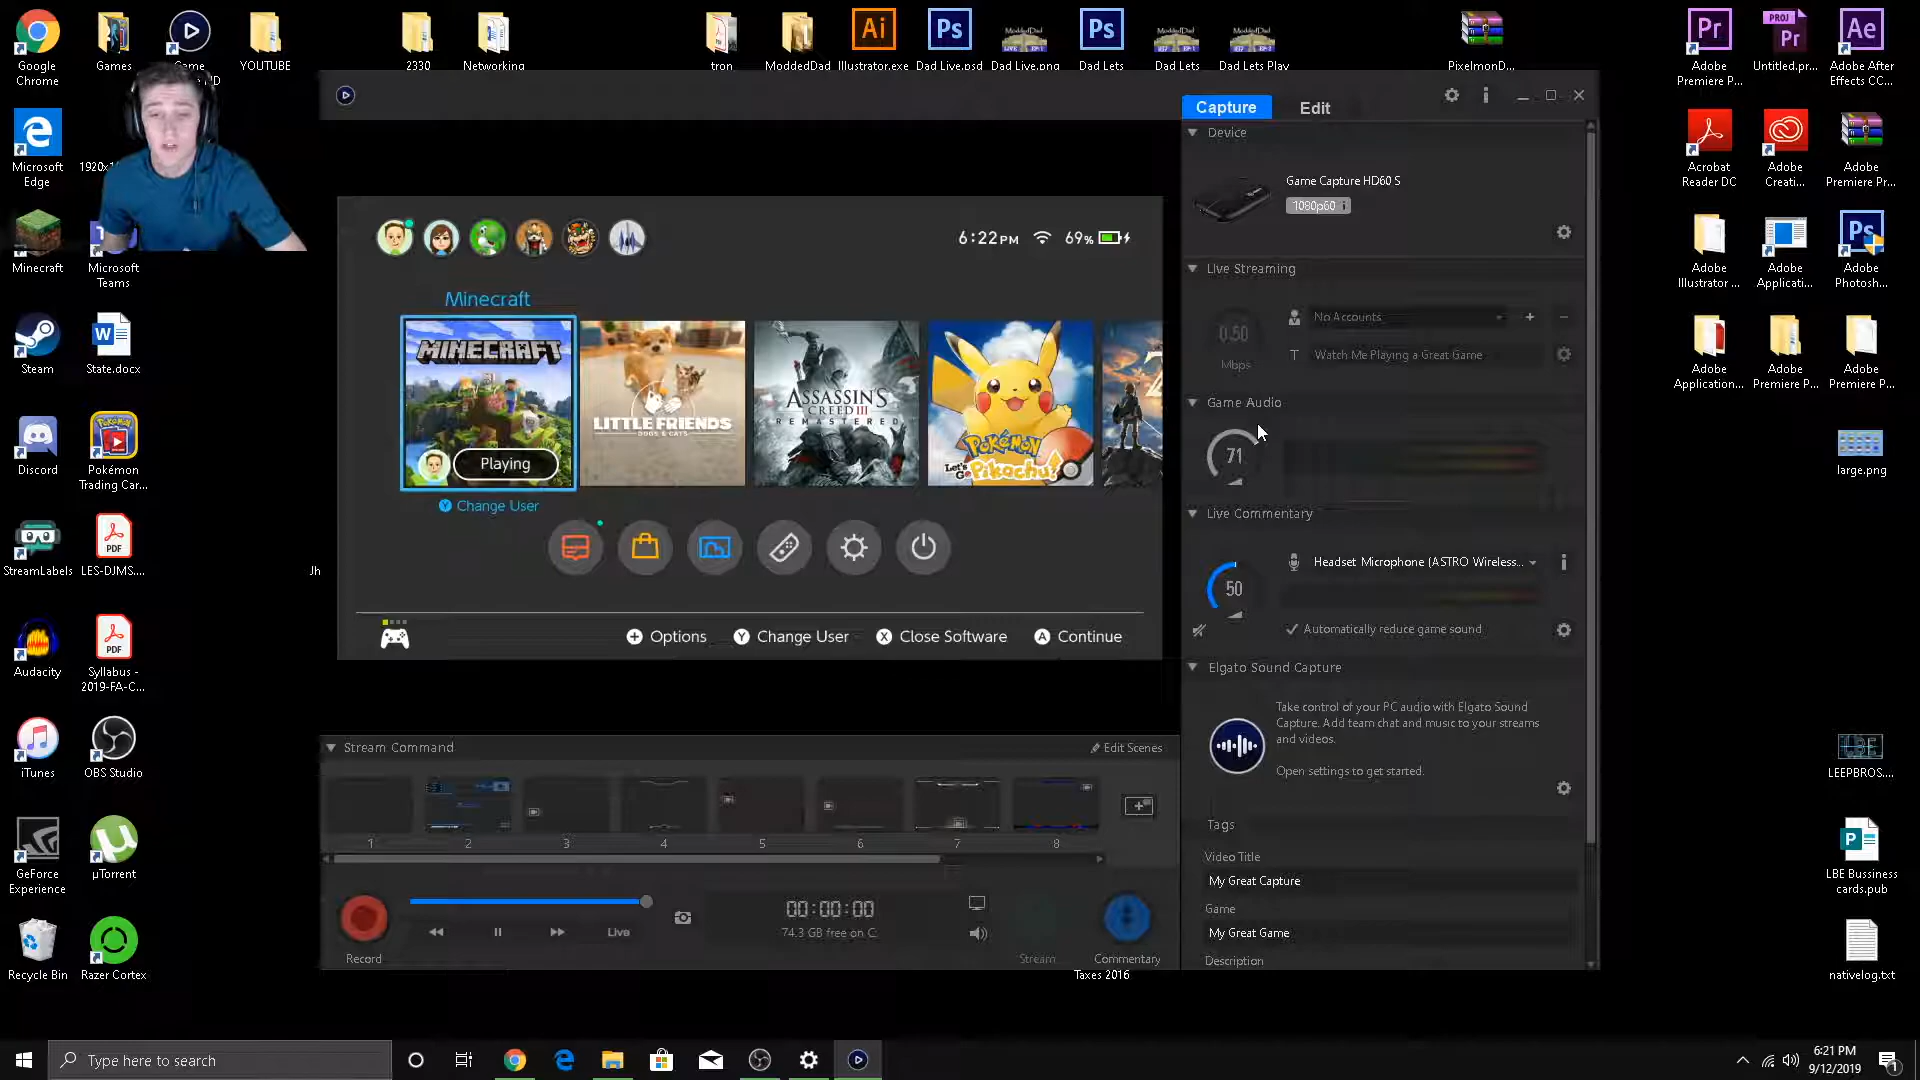 Google
Chrome
Games
Game
HD
YOUTUBE
2330
Networking
tron
ModdedDad
Illustrator.exe
Dad Live.psd
Dad Live.png
Dad Lets
Dad Lets
Dad Lets Play
PixelmonD...
Adobe
Premiere P...
Untitled.pr...
Adobe After
Effects CC...
Microsoft
Edge
Acrobat
Reader DC
Adobe
Creati...
Adobe
Premiere Pr...
Minecraft
Microsoft
Teams
Adobe
Illustrator ...
Adobe
Applicati...
Adobe
Photosh...
Steam
State.docx
Adobe
Application...
Adobe
Premiere P...
Adobe
Premiere P...
Discord
Pokémon
Trading Car...
large.png
StreamLabels
LES-DJMS....
Jh
Audacity
Syllabus -
2019-FA-C...
iTunes
OBS Studio
LEEPBROS....
GeForce
Experience
µTorrent
LBE Bussiness
cards.pub
Recycle Bin
Razer Cortex
Taxes 2016
nativelog.txt
Capture
Edit
Device
Game Capture HD60 S
1080p60 i
Live Streaming
0.50
Mbps
No Accounts
T Watch Me Playing a Great Game
Game Audio
71
Live Commentary
50
Headset Microphone (ASTRO Wireless...
Automatically reduce game sound
Elgato Sound Capture
Take control of your PC audio with Elgato Sound
Capture. Add team chat and music to your streams
and videos.
Open settings to get started.
Tags
Video Title
My Great Capture
Game
My Great Game
Description
6:22PM 69%
Minecraft
MINECRAFT
Playing
LITTLE FRIENDS
DOGS & CATS
ASSASSIN'S
CREED III
REMASTERED
POKéMON
Let's Go Pikachu!
Y Change User
Options
Y Change User
X Close Software
A Continue
Stream Command
Edit Scenes
1 2 3 4 5 6 7 8
Record
Live
00:00:00
74.3 GB free on C:
Stream
Commentary
Type here to search
6:21 PM
9/12/2019
1